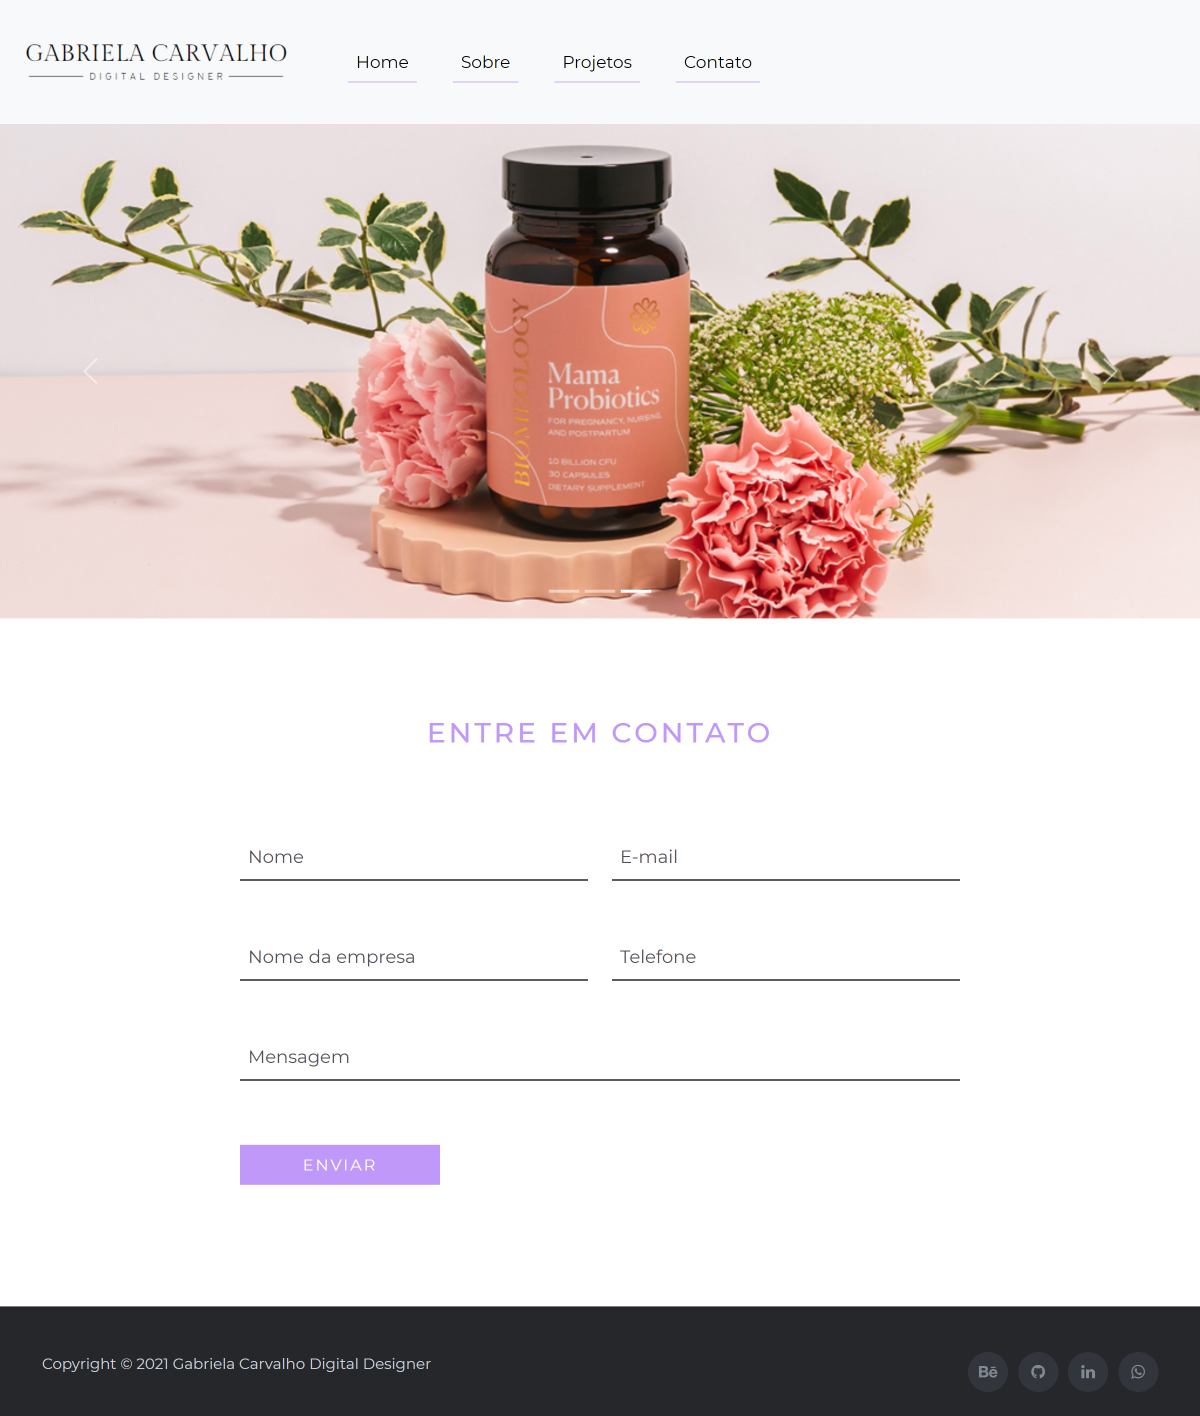 GABRIELA CARVALHO
DIGITAL DESIGNER
Home
Sobre
Projetos
Contato
BIOMEOLOGY
Mama
Probiotics
FOR PREGNANCY, NURSING,
AND POSTPARTUM
10 BILLION CFU
30 CAPSULES
DIETARY SUPPLEMENT
ENTRE EM CONTATO
Nome
E-mail
Nome da empresa
Telefone
Mensagem
ENVIAR
Copyright © 2021 Gabriela Carvalho Digital Designer
Bē
in